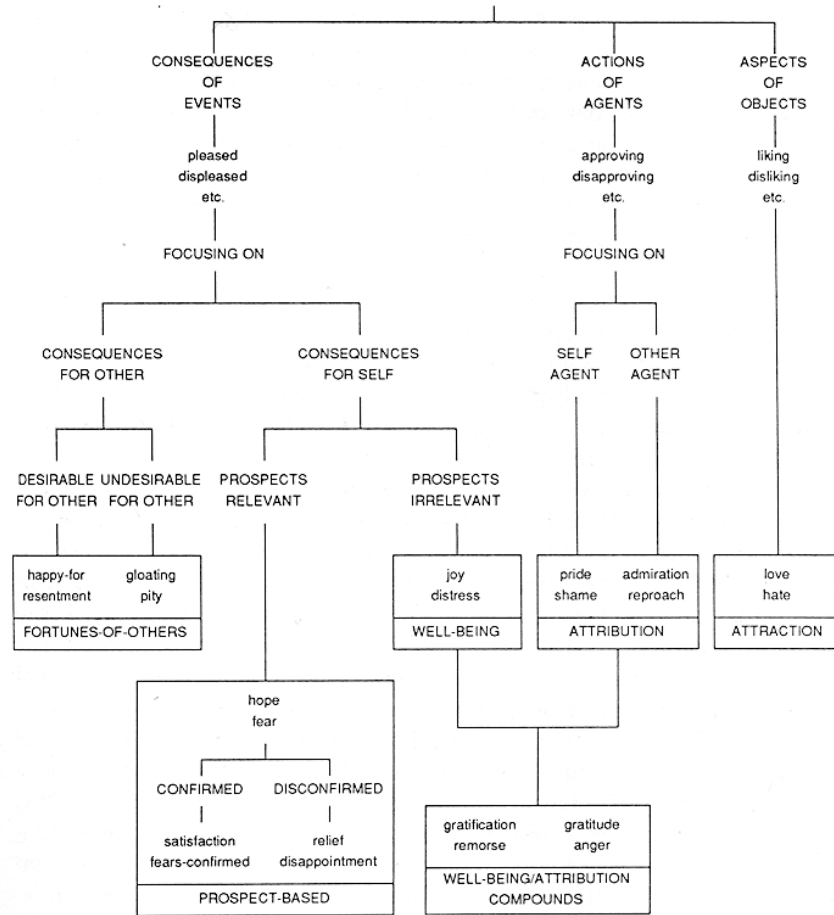 CONSEQUENCES
OF
EVENTS
ACTIONS
OF
AGENTS
ASPECTS
OF
OBJECTS
pleased
displeased
etc.
approving
disapproving
etc.
liking
disliking
etc.
FOCUSING ON
FOCUSING ON
CONSEQUENCES
FOR OTHER
CONSEQUENCES
FOR SELF
SELF
AGENT
OTHER
AGENT
DESIRABLE
FOR OTHER
UNDESIRABLE
FOR OTHER
PROSPECTS
RELEVANT
PROSPECTS
IRRELEVANT
happy-for
resentment
gloating
pity
FORTUNES-OF-OTHERS
joy
distress
WELL-BEING
pride
shame
admiration
reproach
ATTRIBUTION
love
hate
ATTRACTION
hope
fear
CONFIRMED
DISCONFIRMED
satisfaction
fears-confirmed
relief
disappointment
PROSPECT-BASED
gratification
remorse
gratitude
anger
WELL-BEING/ATTRIBUTION
COMPOUNDS